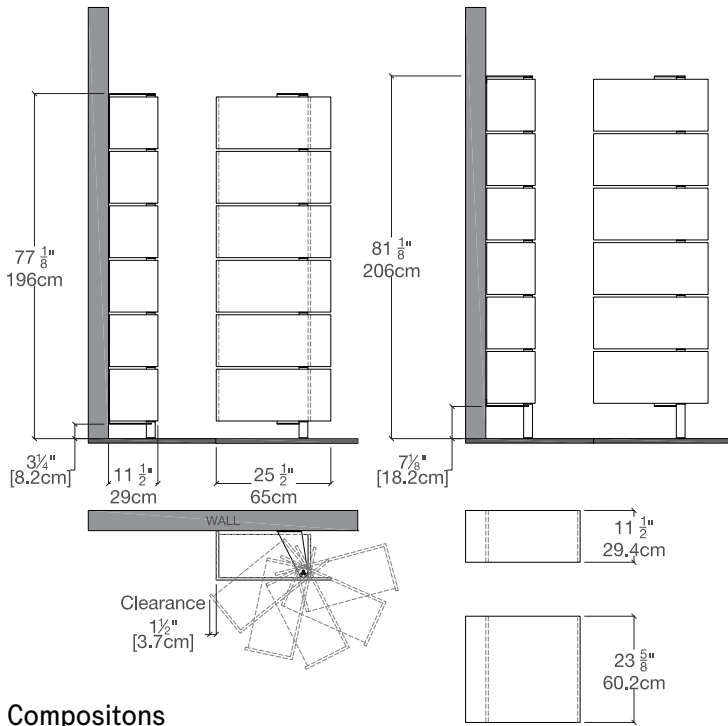 77 1/8"
196cm
3¼"
[8.2cm]
11 1/2"
29cm
25 1/2"
65cm
81 1/8"
206cm
7⅛"
[18.2cm]
WALL
Clearance
1½"
[3.7cm]
11 1/2"
29.4cm
23 5/8"
60.2cm
Compositons